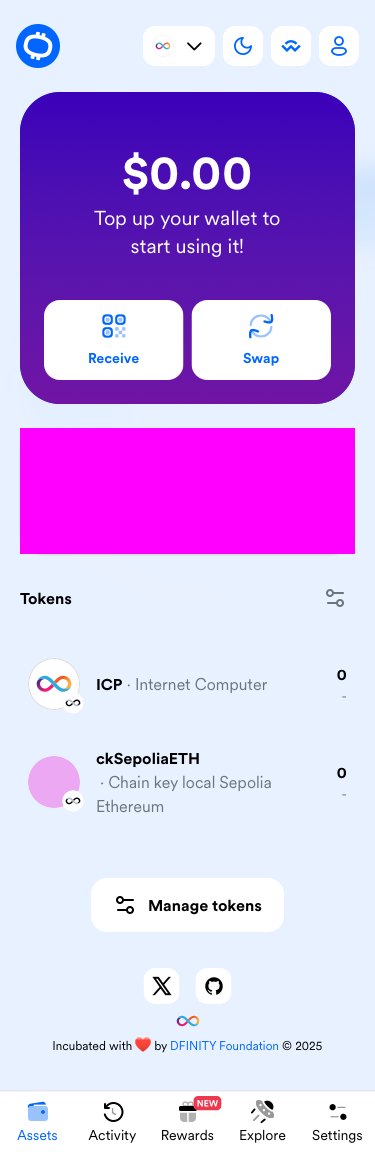 $0.00
Top up your wallet to
start using it!
Receive
Swap
Tokens
ICP · Internet Computer
0
-
ckSepoliaETH
· Chain key local Sepolia
Ethereum
0
-
Manage tokens
Incubated with ❤️ by DFINITY Foundation © 2025
NEW
Assets
Activity
Rewards
Explore
Settings